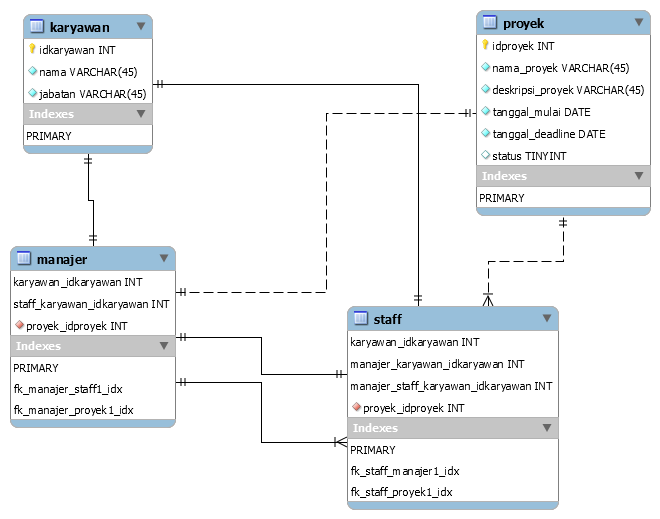 karyawan
idkaryawan INT
nama VARCHAR(45)
jabatan VARCHAR(45)
Indexes
PRIMARY
proyek
idproyek INT
nama_proyek VARCHAR(45)
deskripsi_proyek VARCHAR(45)
tanggal_mulai DATE
tanggal_deadline DATE
status TINYINT
Indexes
PRIMARY
manajer
karyawan_idkaryawan INT
staff_karyawan_idkaryawan INT
proyek_idproyek INT
Indexes
PRIMARY
fk_manajer_staff1_idx
fk_manajer_proyek1_idx
staff
karyawan_idkaryawan INT
manajer_karyawan_idkaryawan INT
manajer_staff_karyawan_idkaryawan INT
proyek_idproyek INT
Indexes
PRIMARY
fk_staff_manajer1_idx
fk_staff_proyek1_idx